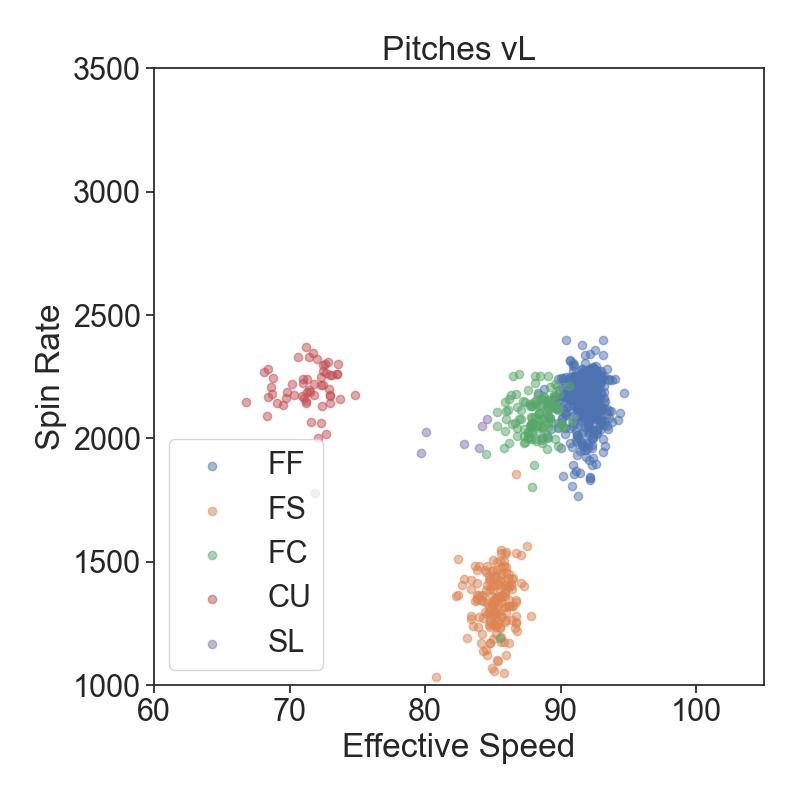 Pitches vL
3500
3000
2500
2000
1500
1000
Spin Rate
FF
FS
FC
CU
SL
60 70 80 90 100
Effective Speed